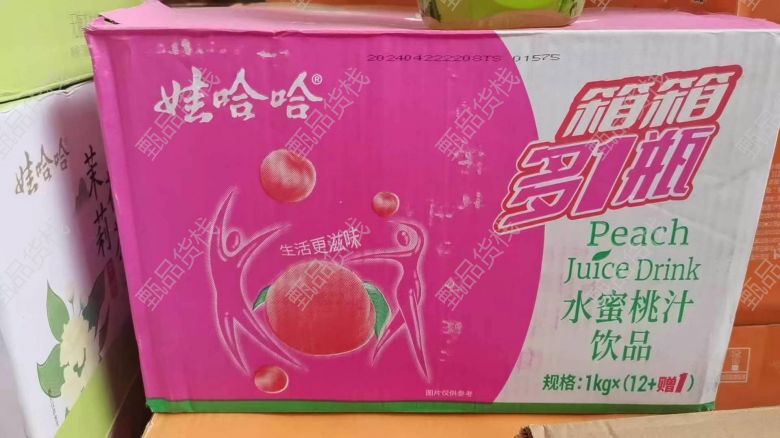 20240422220STS 01575
娃哈哈®
箱箱
多1瓶
生活更滋味
Peach
Juice Drink
水蜜桃汁
饮品
规格:1kg×(12+赠1)
图片仅供参考
娃哈哈
茉莉
甄品货栈